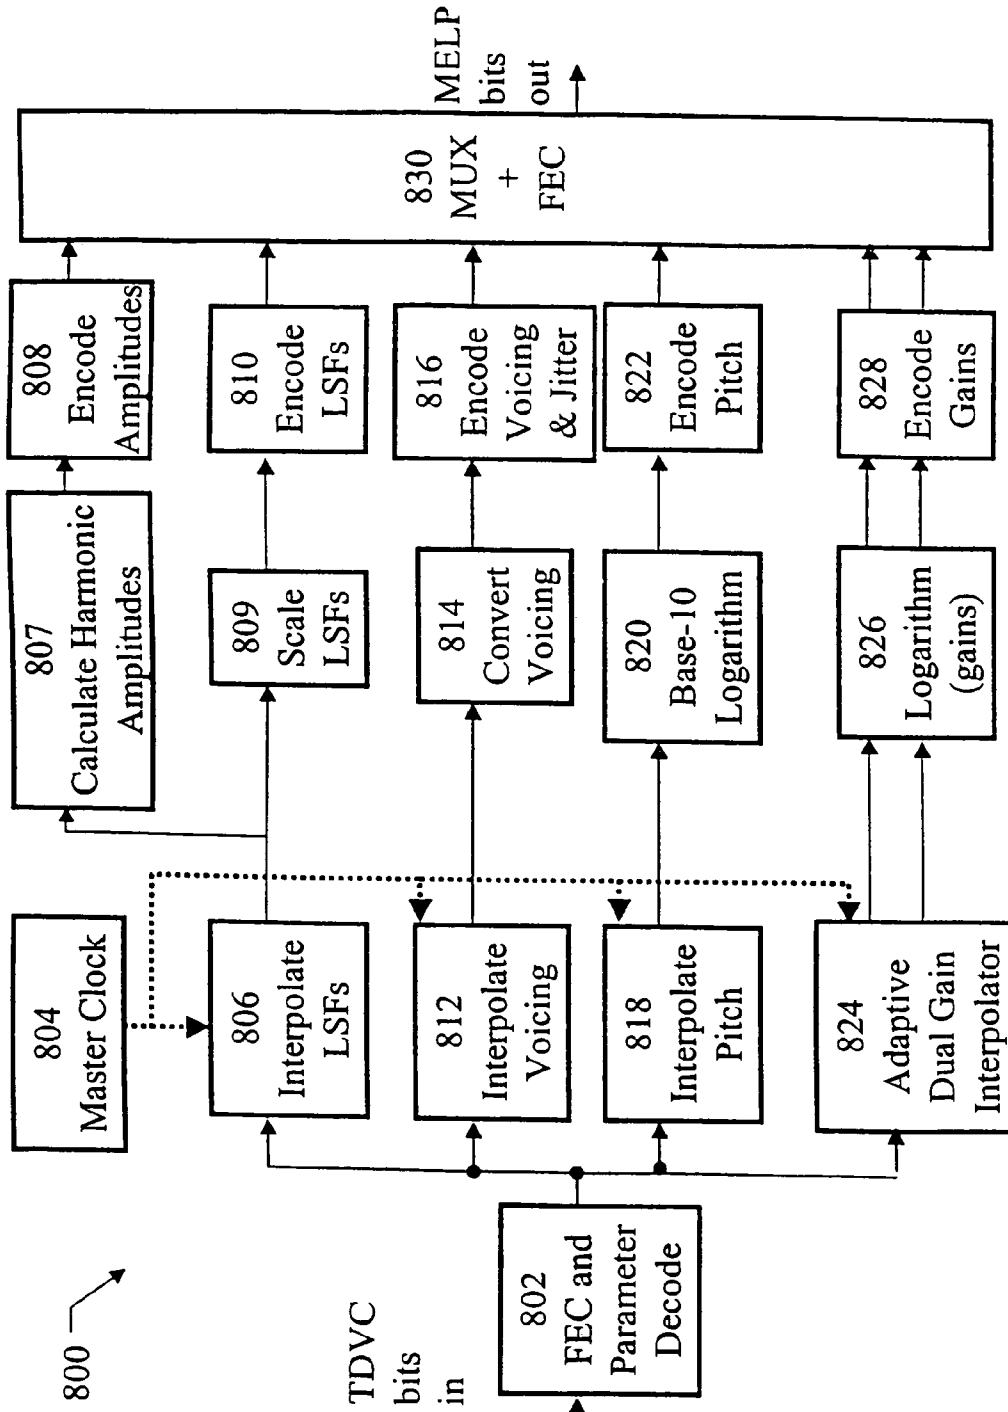 800
TDVC
bits
in
802
FEC and
Parameter
Decode
804
Master Clock
806
Interpolate
LSFs
812
Interpolate
Voicing
818
Interpolate
Pitch
824
Adaptive
Dual Gain
Interpolator
807
Calculate Harmonic
Amplitudes
809
Scale
LSFs
814
Convert
Voicing
820
Base-10
Logarithm
826
Logarithm
(gains)
808
Encode
Amplitudes
810
Encode
LSFs
816
Encode
Voicing
& Jitter
822
Encode
Pitch
828
Encode
Gains
830
MUX
+
FEC
MELP
bits
out